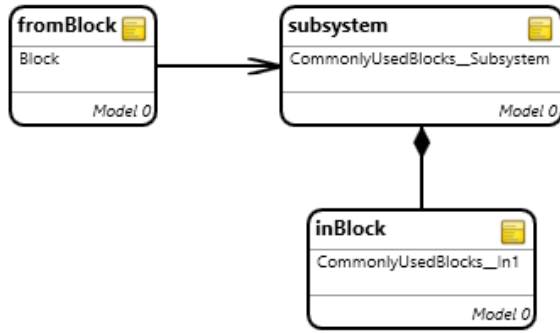 fromBlock
Block
Model 0
subsystem
CommonlyUsedBlocks__Subsystem
Model 0
inBlock
CommonlyUsedBlocks__In1
Model 0